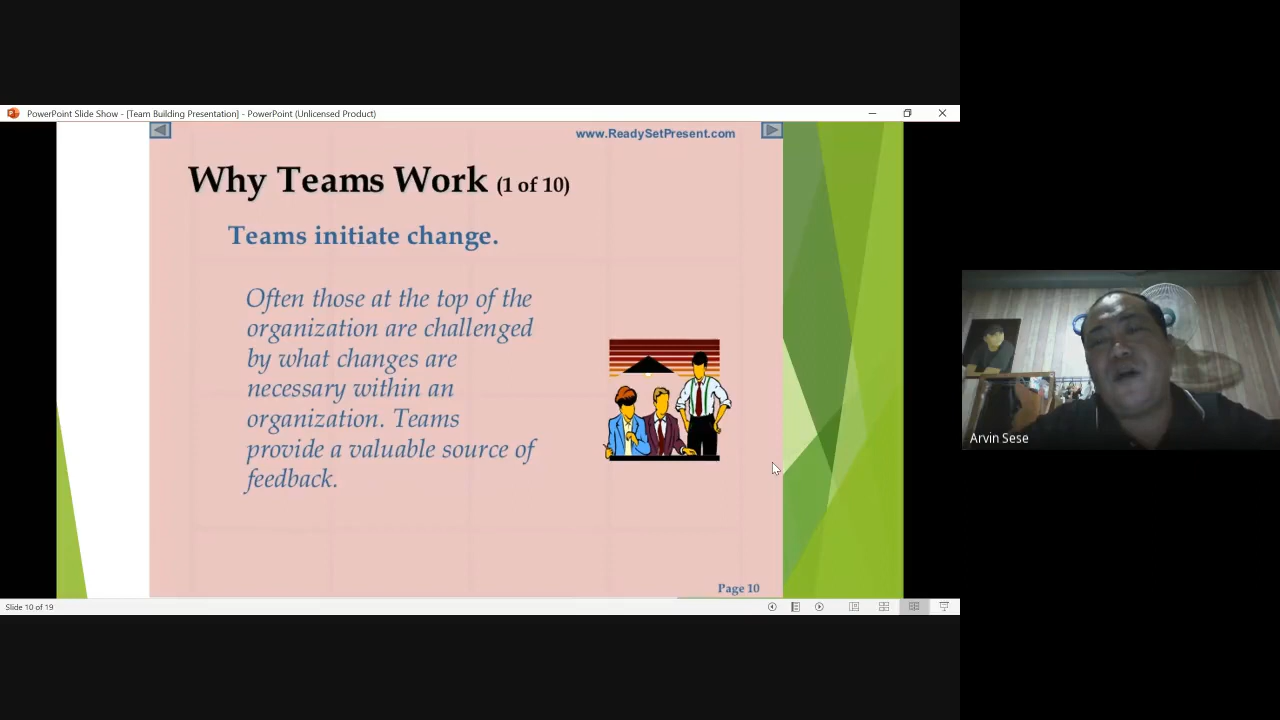 PowerPoint Slide Show - [Team Building Presentation] - PowerPoint (Unlicensed Product)
www.ReadySetPresent.com
Why Teams Work (1 of 10)
Teams initiate change.
Often those at the top of the
organization are challenged
by what changes are
necessary within an
organization. Teams
provide a valuable source of
feedback.
Arvin Sese
Page 10
Slide 10 of 19